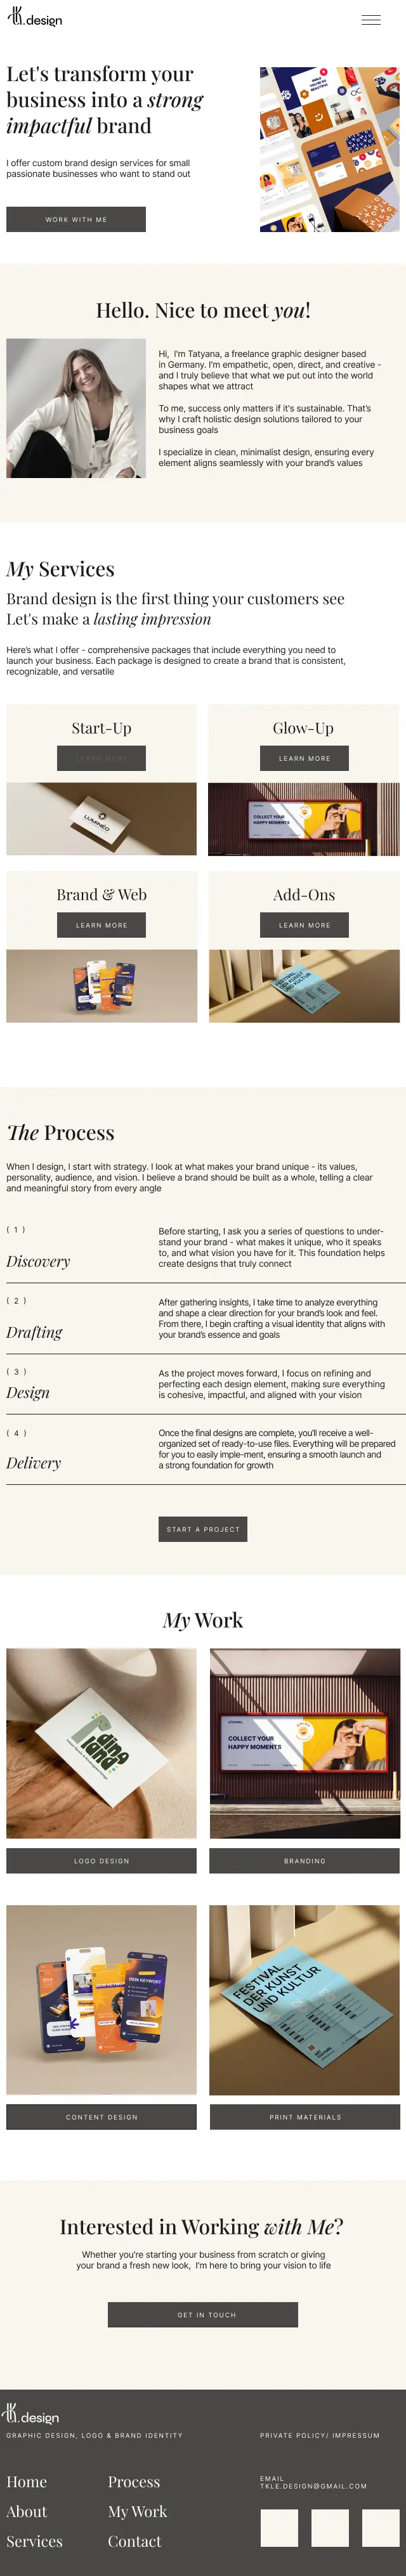 tk.design
Let's transform your
business into a strong
impactful brand
I offer custom brand design services for small
passionate businesses who want to stand out
WORK WITH ME
Hello. Nice to meet you!
Hi,  I'm Tatyana, a freelance graphic designer based
in Germany. I'm empathetic, open, direct, and creative -
and I truly believe that what we put out into the world
shapes what we attract
To me, success only matters if it's sustainable. That's
why I craft holistic design solutions tailored to your
business goals
I specialize in clean, minimalist design, ensuring every
element aligns seamlessly with your brand's values
My Services
Brand design is the first thing your customers see
Let's make a lasting impression
Here's what I offer - comprehensive packages that include everything you need to
launch your business. Each package is designed to create a brand that is consistent,
recognizable, and versatile
Start-Up
LEARN MORE
LUMINEO
Glow-Up
LEARN MORE
COLLECT YOUR
HAPPY MOMENTS
Brand & Web
LEARN MORE
Add-Ons
LEARN MORE
FESTIVAL
DER KUNST
UND KULTUR
The Process
When I design, I start with strategy. I look at what makes your brand unique - its values,
personality, audience, and vision. I believe a brand should be built as a whole, telling a clear
and meaningful story from every angle
( 1 )
Discovery
Before starting, I ask you a series of questions to under-
stand your brand - what makes it unique, who it speaks
to, and what vision you have for it. This foundation helps
create designs that truly connect
( 2 )
Drafting
After gathering insights, I take time to analyze everything
and shape a clear direction for your brand's look and feel.
From there, I begin crafting a visual identity that aligns with
your brand's essence and goals
( 3 )
Design
As the project moves forward, I focus on refining and
perfecting each design element, making sure everything
is cohesive, impactful, and aligned with your vision
( 4 )
Delivery
Once the final designs are complete, you'll receive a well-
organized set of ready-to-use files. Everything will be prepared
for you to easily imple-ment, ensuring a smooth launch and
a strong foundation for growth
START A PROJECT
My Work
dino
land
LOGO DESIGN
COLLECT YOUR
HAPPY MOMENTS
BRANDING
DEIN KEYWORT
CONTENT DESIGN
FESTIVAL
DER KUNST
UND KULTUR
PRINT MATERIALS
Interested in Working with Me?
Whether you're starting your business from scratch or giving
your brand a fresh new look,  I'm here to bring your vision to life
GET IN TOUCH
tk.design
GRAPHIC DESIGN, LOGO & BRAND IDENTITY
PRIVATE POLICY/ IMPRESSUM
Home
About
Services
Process
My Work
Contact
EMAIL
TKLE.DESIGN@GMAIL.COM